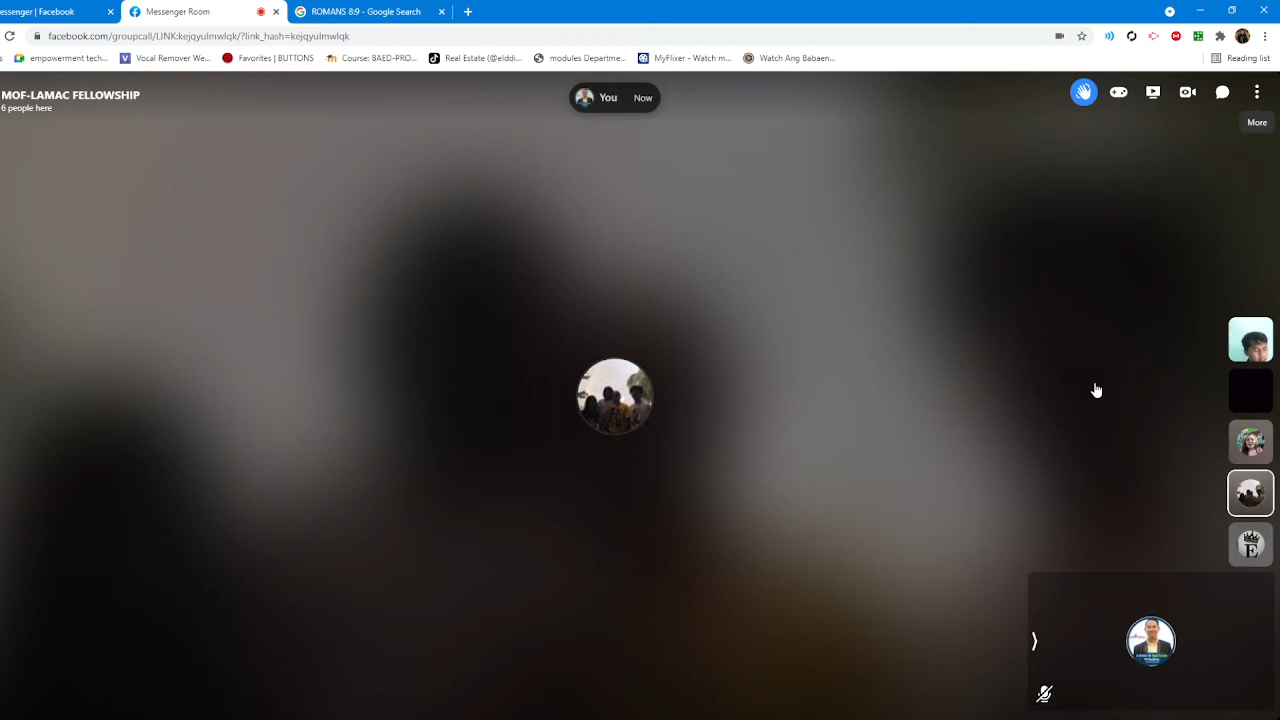 essenger | Facebook
Messenger Room
ROMANS 8:9 - Google Search
facebook.com/groupcall/LINK:kejqyulmwlqk/?link_hash=kejqyulmwlqk
empowerment tech...
Vocal Remover We...
Favorites | BUTTONS
Course: BAED-PRO...
Real Estate (@elddi...
modules Departme...
MyFlixer - Watch m...
Watch Ang Babaen...
Reading list
MOF-LAMAC FELLOWSHIP
6 people here
You Now
More
E